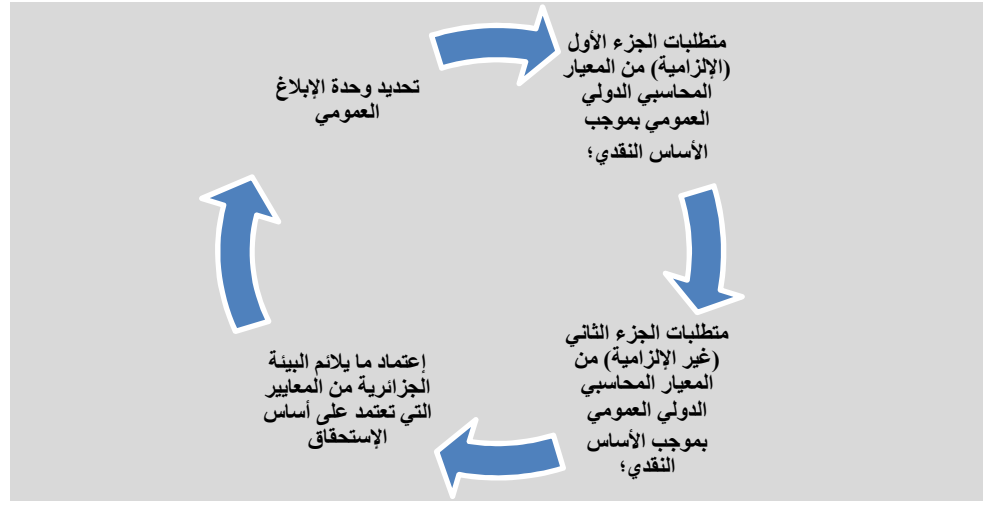 متطلبات الجزء الأول
(الإلزامية) من المعيار
المحاسبي الدولي
العمومي بموجب
الأساس النقدي؛
متطلبات الجزء الثاني
(غير الإلزامية) من
المعيار المحاسبي
الدولي العمومي
بموجب الأساس
النقدي؛
إعتماد ما يلائم البيئة
الجزائرية من المعايير
التي تعتمد على أساس
الإستحقاق
تحديد وحدة الإبلاغ
العمومي